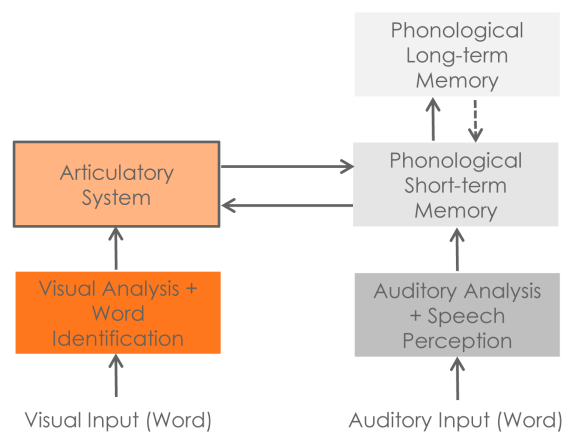 Phonological
Long-term
Memory
Articulatory
System
Phonological
Short-term
Memory
Visual Analysis +
Word
Identification
Auditory Analysis
+ Speech
Perception
Visual Input (Word)
Auditory Input (Word)